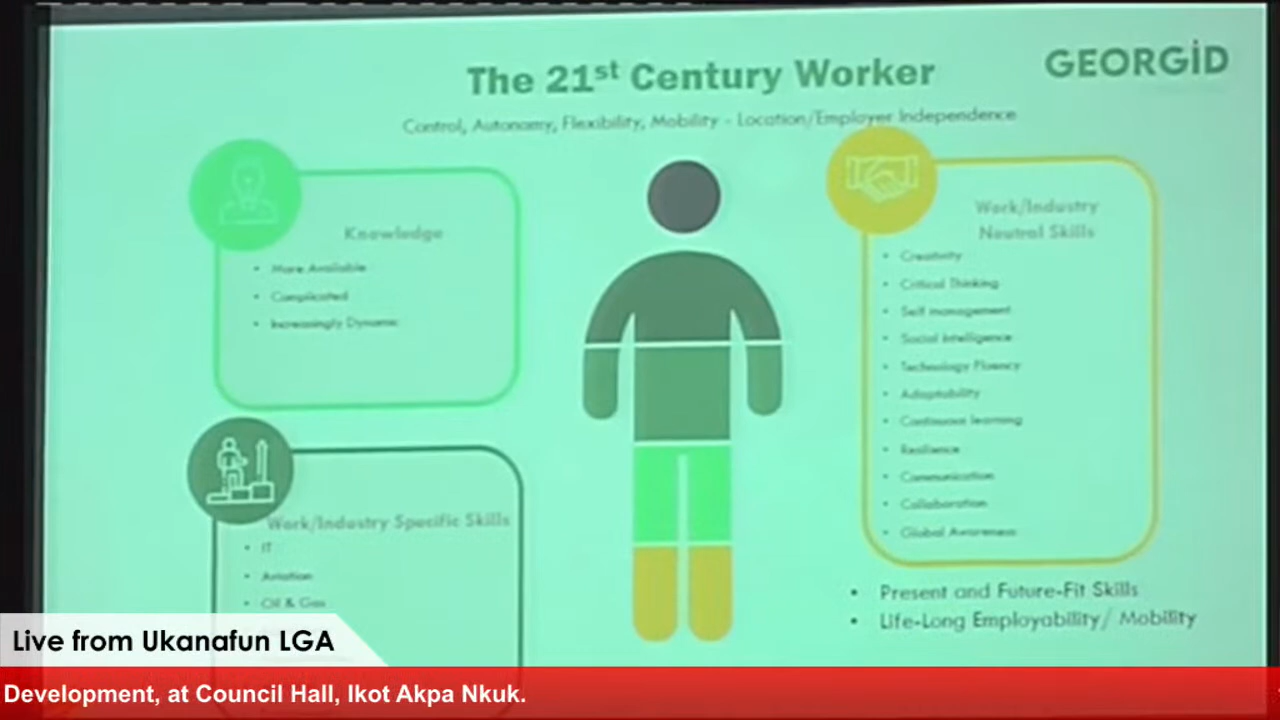 The 21st Century Worker
GEORGİD
Control, Autonomy, Flexibility, Mobility - Location/Employer Independence
Knowledge
• More Available
• Complicated
• Increasingly Dynamic
Work/Industry Specific Skills
• IT
• Aviation
• Oil & Gas
Work/Industry
Neutral Skills
• Creativity
• Critical Thinking
• Self management
• Social Intelligence
• Technology Fluency
• Adaptability
• Continuous learning
• Resilience
• Communication
• Collaboration
• Global Awareness
• Present and Future-Fit Skills
• Life-Long Employability/ Mobility
Live from Ukanafun LGA
Development, at Council Hall, Ikot Akpa Nkuk.